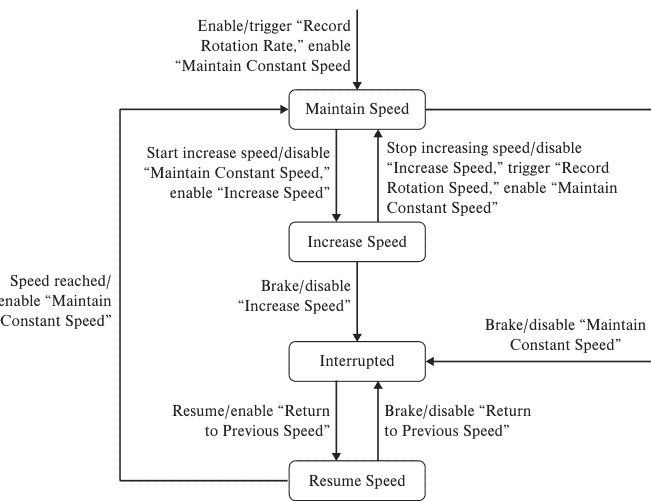 Enable/trigger “Record
Rotation Rate,” enable
“Maintain Constant Speed
Maintain Speed
Start increase speed/disable
“Maintain Constant Speed,”
enable “Increase Speed”
Stop increasing speed/disable
“Increase Speed,” trigger “Record
Rotation Speed,” enable “Maintain
Constant Speed”
Increase Speed
Speed reached/
enable “Maintain
Constant Speed”
Brake/disable
“Increase Speed”
Brake/disable “Maintain
Constant Speed”
Interrupted
Resume/enable “Return
to Previous Speed”
Brake/disable “Return
to Previous Speed”
Resume Speed